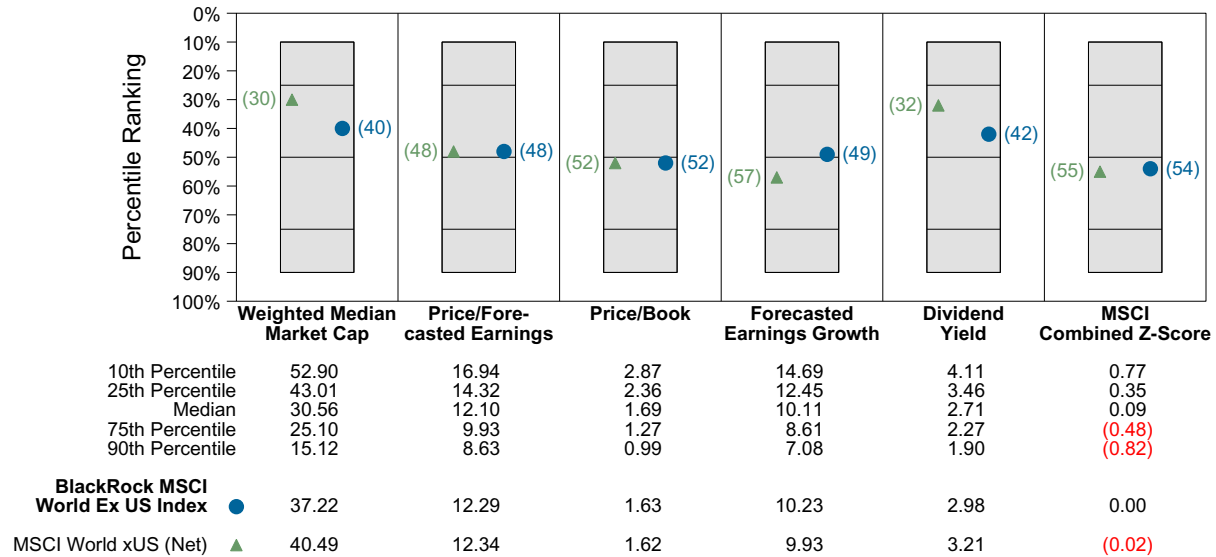 Percentile Ranking
0%
10%
20%
30%
40%
50%
60%
70%
80%
90%
100%
(30)
(40)
(48)
(48)
(52)
(52)
(57)
(49)
(32)
(42)
(55)
(54)
Weighted Median
Market Cap
Price/Fore-
casted Earnings
Price/Book
Forecasted
Earnings Growth
Dividend
Yield
MSCI
Combined Z-Score
10th Percentile 52.90 16.94 2.87 14.69 4.11 0.77
25th Percentile 43.01 14.32 2.36 12.45 3.46 0.35
Median 30.56 12.10 1.69 10.11 2.71 0.09
75th Percentile 25.10 9.93 1.27 8.61 2.27 (0.48)
90th Percentile 15.12 8.63 0.99 7.08 1.90 (0.82)
BlackRock MSCI
World Ex US Index 37.22 12.29 1.63 10.23 2.98 0.00
MSCI World xUS (Net) 40.49 12.34 1.62 9.93 3.21 (0.02)